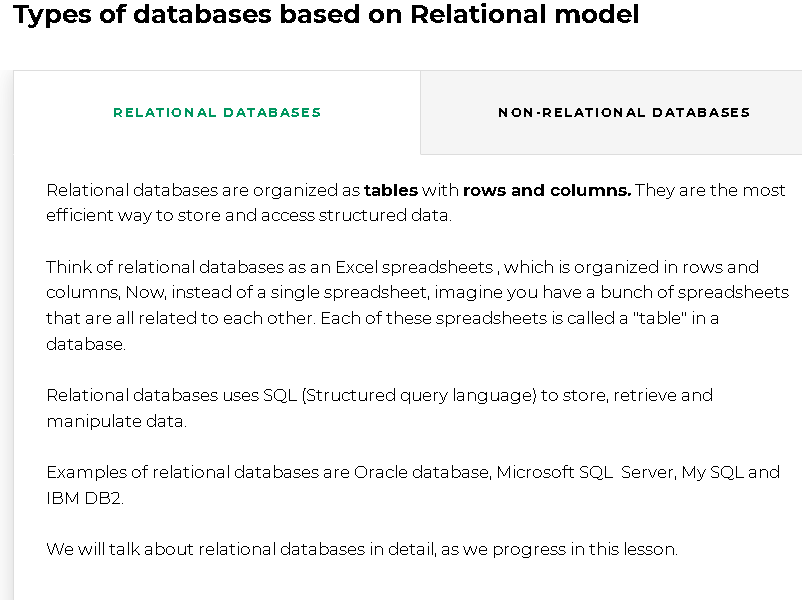 Types of databases based on Relational model
RELATIONAL DATABASES
NON-RELATIONAL DATABASES
Relational databases are organized as tables with rows and columns. They are the most
efficient way to store and access structured data.
Think of relational databases as an Excel spreadsheets , which is organized in rows and
columns, Now, instead of a single spreadsheet, imagine you have a bunch of spreadsheets
that are all related to each other. Each of these spreadsheets is called a "table" in a
database.
Relational databases uses SQL (Structured query language) to store, retrieve and
manipulate data.
Examples of relational databases are Oracle database, Microsoft SQL  Server, My SQL and
IBM DB2.
We will talk about relational databases in detail, as we progress in this lesson.